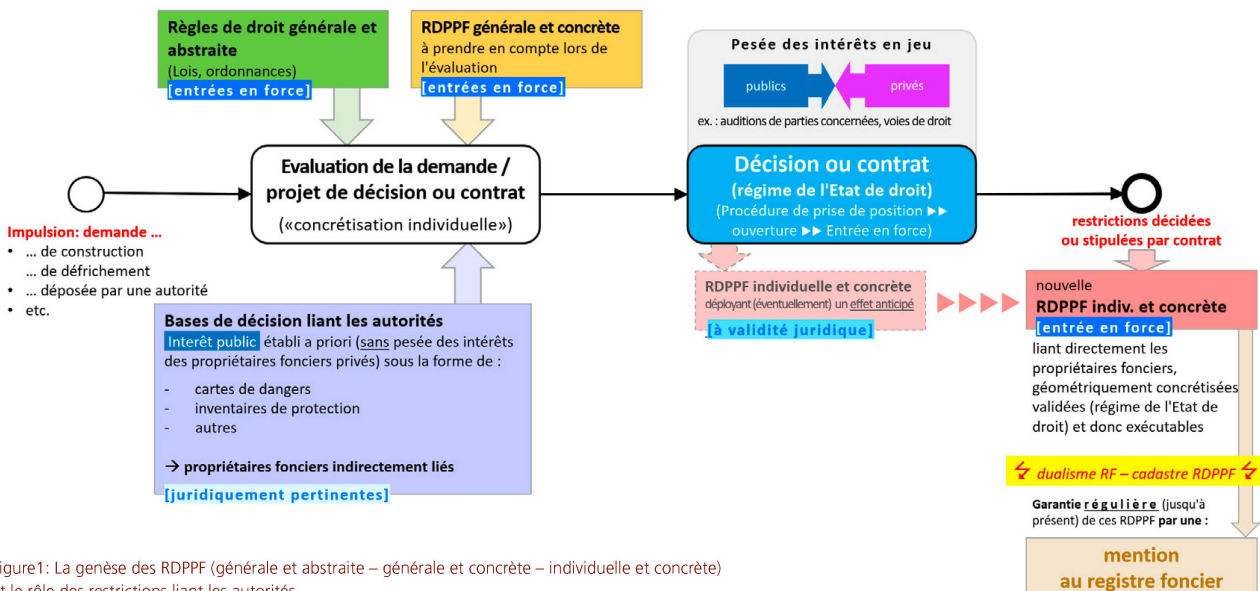 Règles de droit générale et
abstraite
(Lois, ordonnances)
[entrées en force]
RDPPF générale et concrète
à prendre en compte lors de
l'évaluation
[entrées en force]
Pesée des intérêts en jeu
publics
privés
ex. : auditions de parties concernées, voies de droit
Evaluation de la demande /
projet de décision ou contrat
(«concrétisation individuelle»)
Décision ou contrat
(régime de l'Etat de droit)
(Procédure de prise de position ▶▶
ouverture ▶▶ Entrée en force)
Impulsion: demande ...
• ... de construction
... de défrichement
• ... déposée par une autorité
• etc.
restrictions décidées
ou stipulées par contrat
Bases de décision liant les autorités
Interêt public établi a priori (sans pesée des intérêts
des propriétaires fonciers privés) sous la forme de :
- cartes de dangers
- inventaires de protection
- autres
→ propriétaires fonciers indirectement liés
[juridiquement pertinentes]
RDPPF individuelle et concrète
déployant (éventuellement) un effet anticipé
[à validité juridique]
nouvelle
RDPPF indiv. et concrète
[entrée en force]
liant directement les
propriétaires fonciers,
géométriquement concrétisées
validées (régime de l'Etat de
droit) et donc exécutables
dualisme RF – cadastre RDPPF
Garantie régulière (jusqu'à
présent) de ces RDPPF par une :
mention
au registre foncier
igure1: La genèse des RDPPF (générale et abstraite – générale et concrète – individuelle et concrète)
t le rôle des restrictions liant les autorités